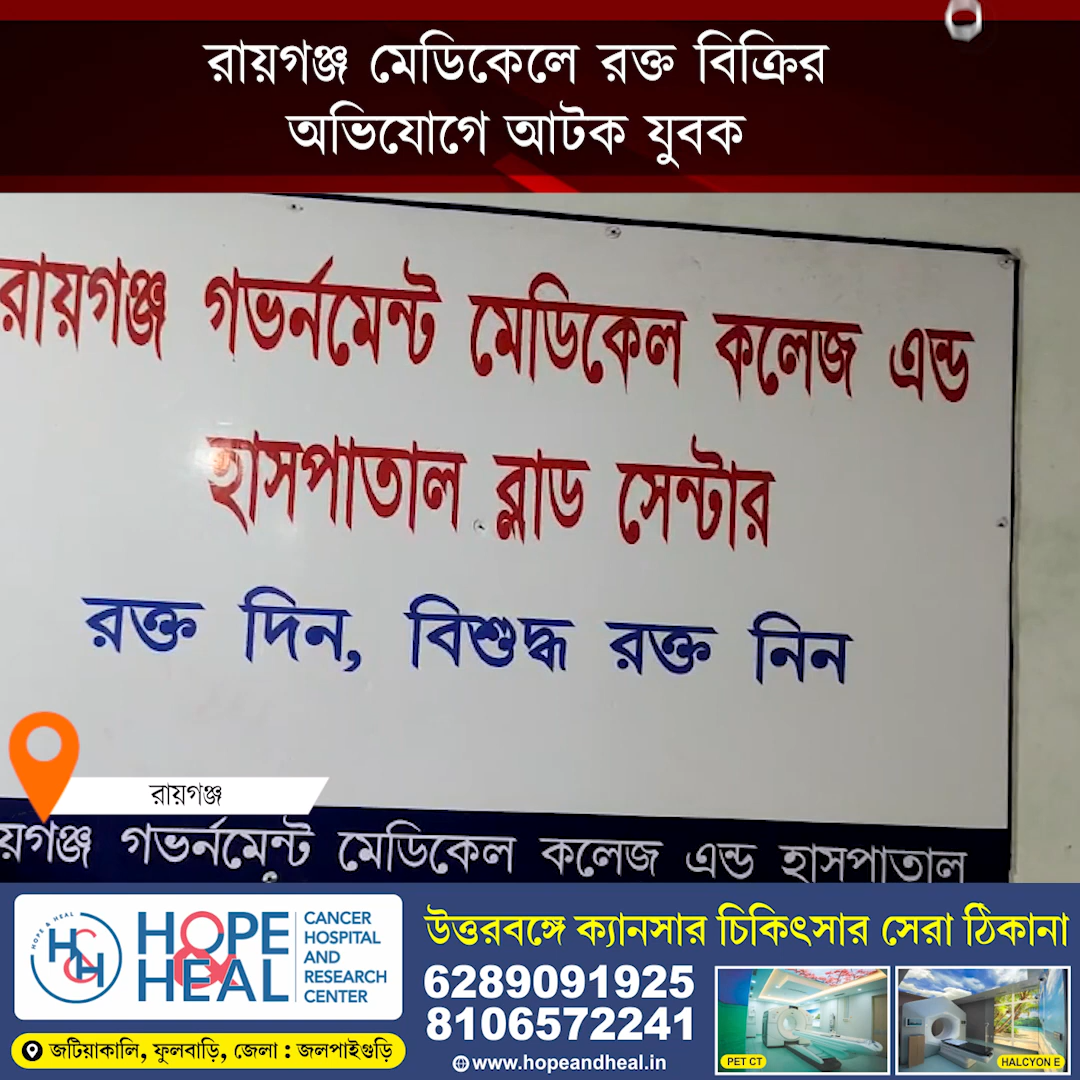 রায়গঞ্জ মেডিকেলে রক্ত বিক্রির
অভিযোগে আটক যুবক
রায়গঞ্জ গভর্নমেন্ট মেডিকেল কলেজ এন্ড
হাসপাতাল ব্লাড সেন্টার
রক্ত দিন, বিশুদ্ধ রক্ত নিন
রায়গঞ্জ
য়গঞ্জ গভর্নমেন্ট মেডিকেল কলেজ এন্ড হাসপাতাল
HOPE & HEAL
HCH
HOPE
&
HEAL
CANCER
HOSPITAL
AND
RESEARCH
CENTER
জটিয়াকালি, ফুলবাড়ি, জেলা : জলপাইগুড়ি
উত্তরবঙ্গে ক্যানসার চিকিৎসার সেরা ঠিকানা
6289091925
8106572241
www.hopeandheal.in
PET CT
HALCYON E